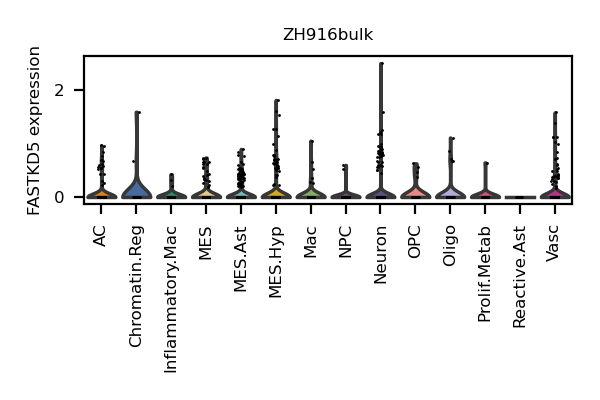 ZH916bulk
FASTKD5 expression
2
0
AC
Chromatin.Reg
Inflammatory.Mac
MES
MES.Ast
MES.Hyp
Mac
NPC
Neuron
OPC
Oligo
Prolif.Metab
Reactive.Ast
Vasc